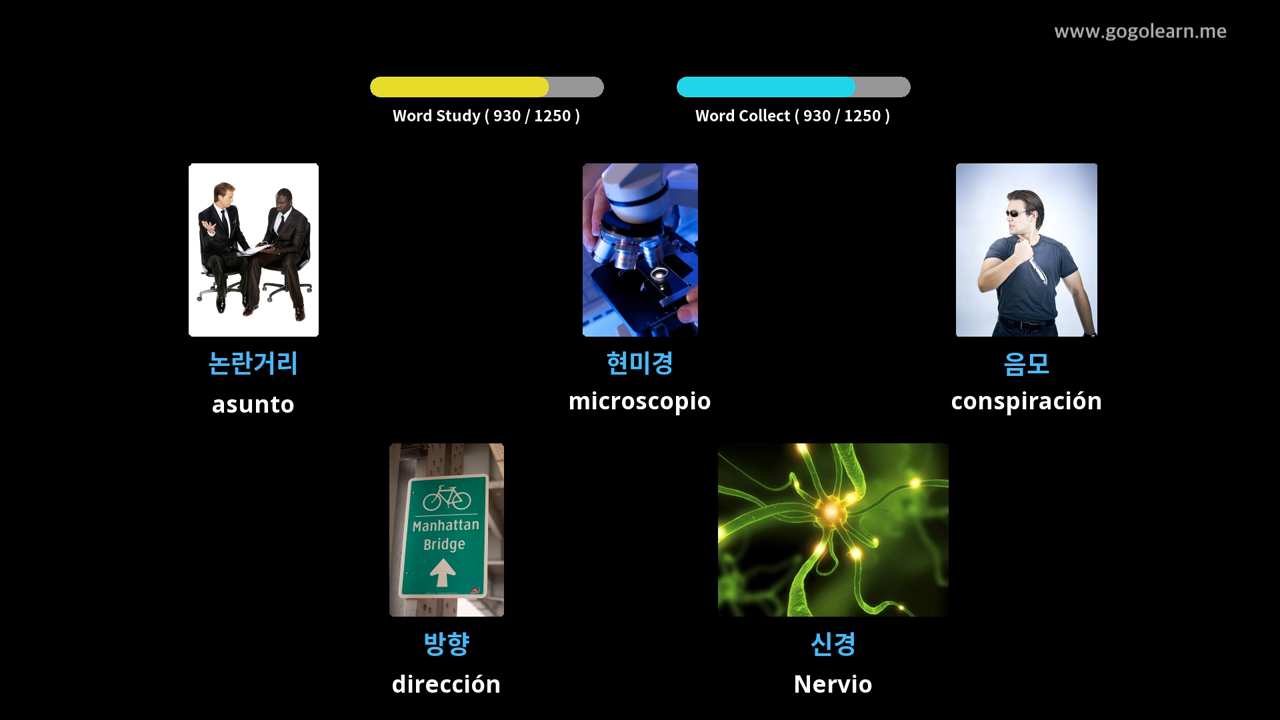 www.gogolearn.me
Word Study ( 930 / 1250 )
Word Collect ( 930 / 1250 )
논란거리
asunto
현미경
microscopio
음모
conspiración
Manhattan
Bridge
방향
dirección
신경
Nervio